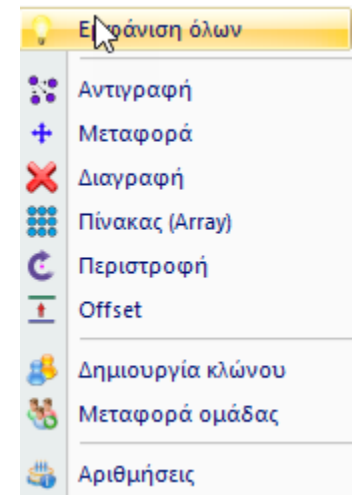 Εμφάνιση όλων
Αντιγραφή
Μεταφορά
Διαγραφή
Πίνακας (Array)
Περιστροφή
Offset
Δημιουργία κλώνου
Μεταφορά ομάδας
Αριθμήσεις